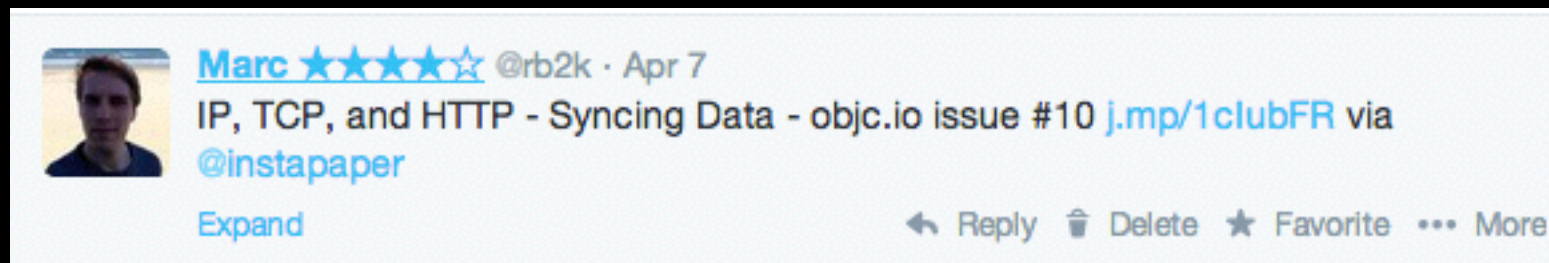 Marc ★★★★☆ @rb2k · Apr 7
IP, TCP, and HTTP - Syncing Data - objc.io issue #10 j.mp/1clubFR via
@instapaper
Expand Reply Delete Favorite ••• More